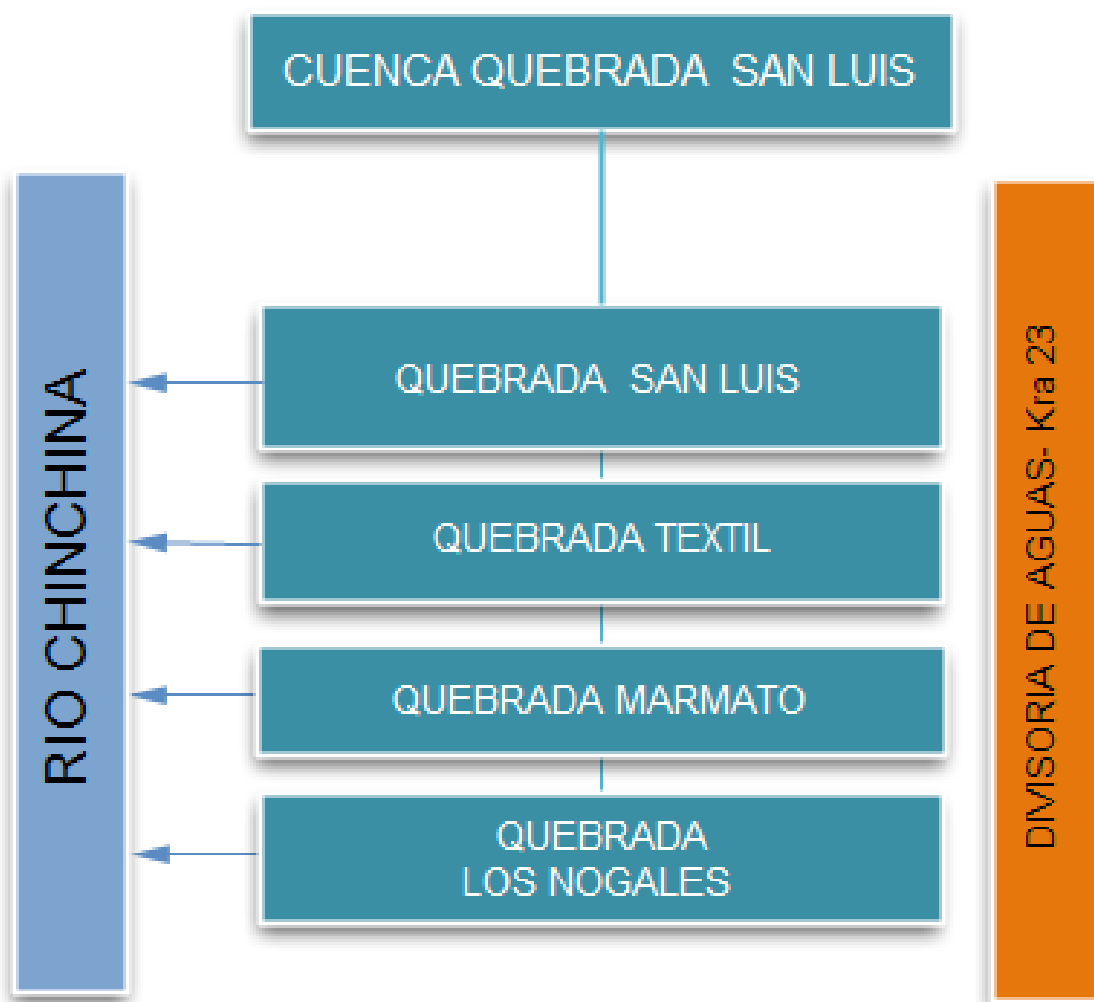 CUENCA QUEBRADA SAN LUIS
RIO CHINCHINA
QUEBRADA SAN LUIS
QUEBRADA TEXTIL
QUEBRADA MARMATO
QUEBRADA
LOS NOGALES
DIVISORIA DE AGUAS- Kra 23